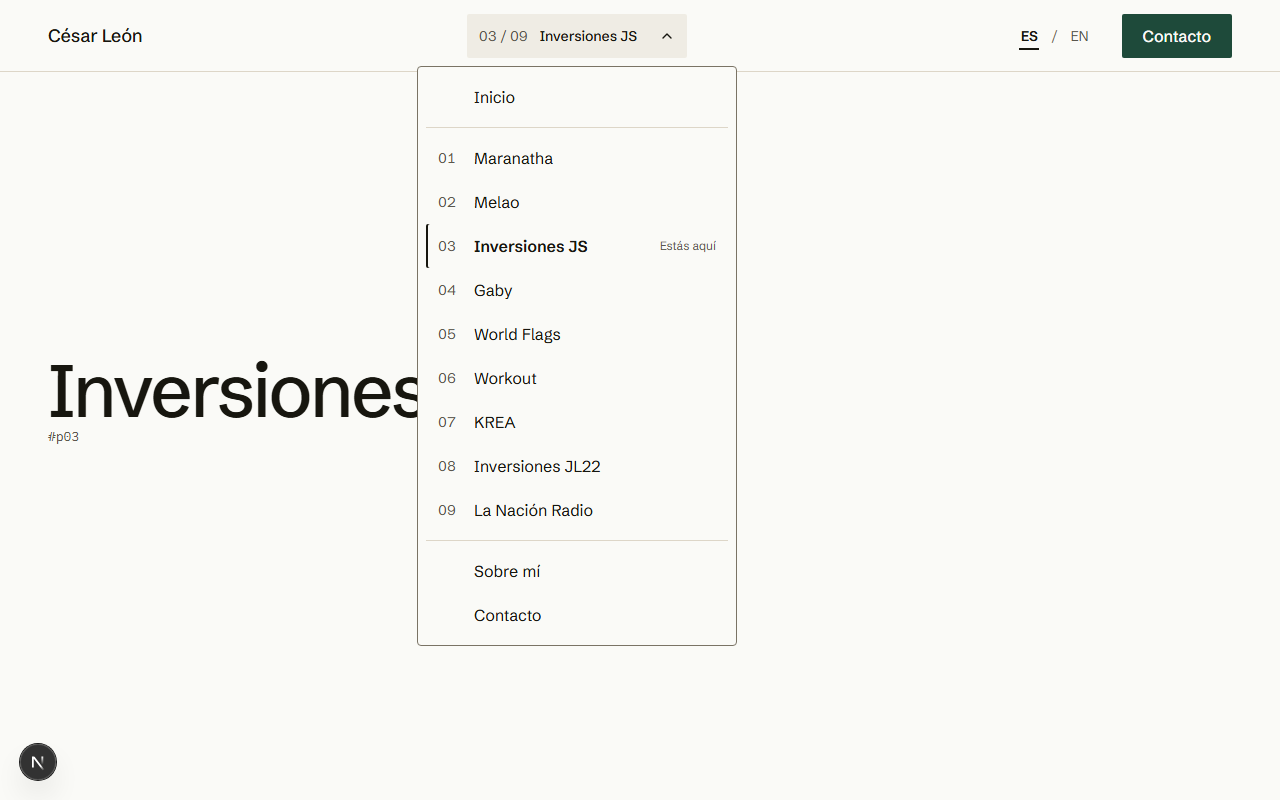 César León
03 / 09 Inversiones JS
ES / EN
Contacto
Inicio
01 Maranatha
02 Melao
03 Inversiones JS Estás aquí
04 Gaby
05 World Flags
06 Workout
07 KREA
08 Inversiones JL22
09 La Nación Radio
Sobre mí
Contacto
Inversiones
#p03
N